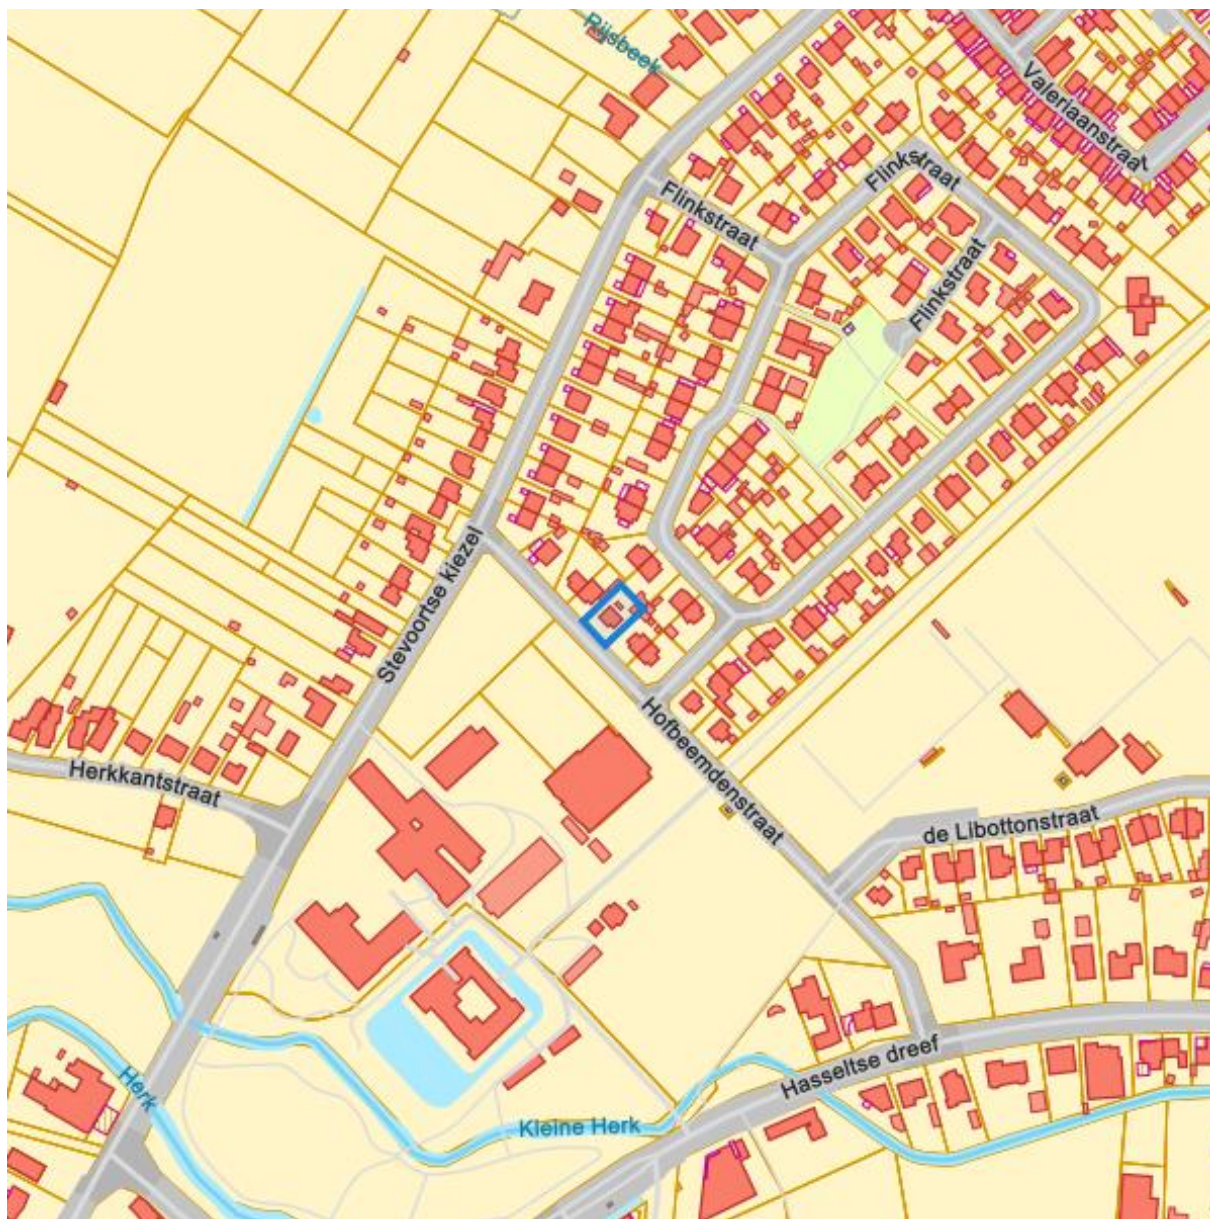 Rijsbeek
Valeriaanstraat
Flinkstraat
Flinkstraat
Flinkstraat
Stevoortse kiezel
Hofbeemdenstraat
Herkkantstraat
de Libottonstraat
Hasseltse dreef
Herk
Kleine Herk